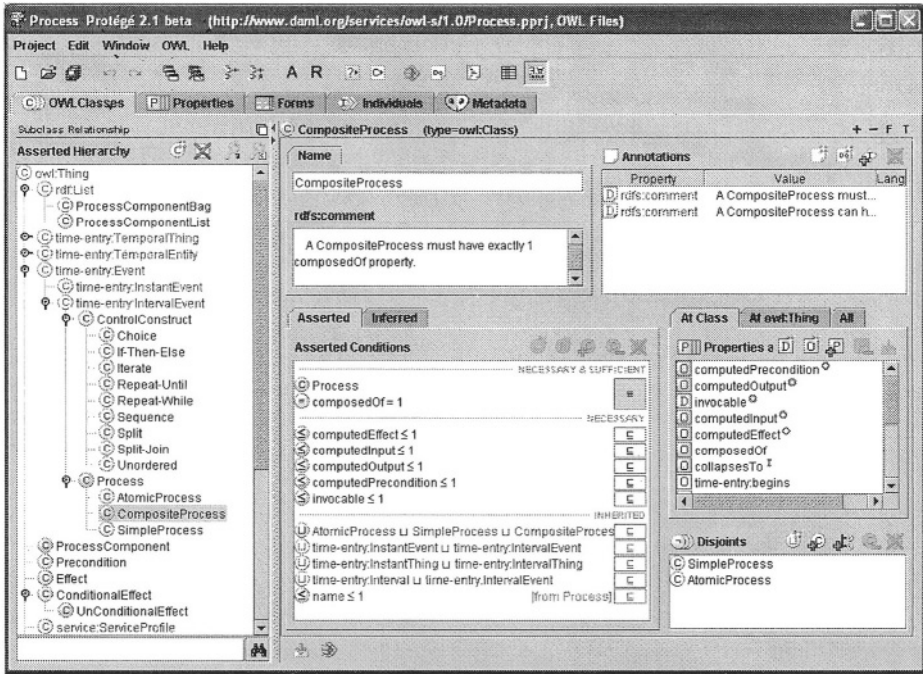 Process Protégé 2.1 beta (http://www.daml.org/services/owl-s/1.0/Process.pprj, OWL Files)
Project Edit Window OWL Help
A R
OWLClasses Properties Forms Individuals Metadata
Subclass Relationship
Asserted Hierarchy
owl:Thing
rdf:List
ProcessComponentBag
ProcessComponentList
time-entry:TemporalThing
time-entry:TemporalEntity
time-entry:Event
time-entry:InstantEvent
time-entry:IntervalEvent
ControlConstruct
Choice
If-Then-Else
Iterate
Repeat-Until
Repeat-While
Sequence
Split
Split-Join
Unordered
Process
AtomicProcess
CompositeProcess
SimpleProcess
ProcessComponent
Precondition
Effect
ConditionalEffect
UnConditionalEffect
service:ServiceProfile
CompositeProcess (type=owl:Class)
+ − F T
Name
CompositeProcess
rdfs:comment
A CompositeProcess must have exactly 1
composedOf property.
Annotations
Property Value Lang
rdfs:comment A CompositeProcess must...
rdfs:comment A CompositeProcess can h...
Asserted Inferred
Asserted Conditions
NECESSARY & SUFFICIENT
Process
composedOf = 1
NECESSARY
computedEffect ≤ 1
computedInput ≤ 1
computedOutput ≤ 1
computedPrecondition ≤ 1
invocable ≤ 1
INHERITED
AtomicProcess ⊔ SimpleProcess ⊔ CompositeProces
time-entry:InstantEvent ⊔ time-entry:IntervalEvent
time-entry:InstantThing ⊔ time-entry:IntervalThing
time-entry:Interval ⊔ time-entry:IntervalEvent
name ≤ 1 [from Process]
At Class At owl:Thing All
Properties a
computedPrecondition
computedOutput
invocable
computedInput
computedEffect
composedOf
collapsesTo
time-entry:begins
Disjoints
SimpleProcess
AtomicProcess